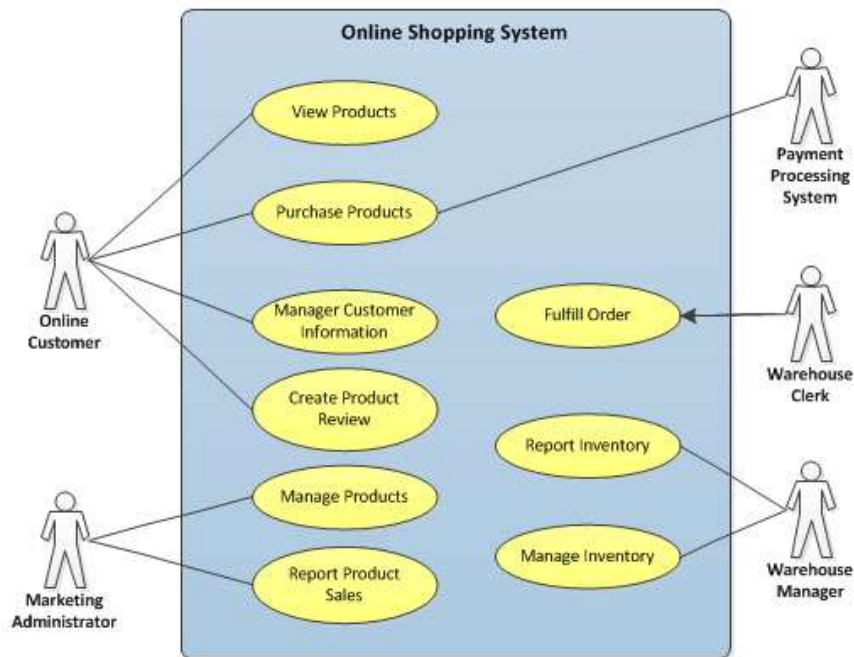 Online Shopping System
View Products
Payment
Processing
System
Purchase Products
Online
Customer
Manager Customer
Information
Fulfill Order
Warehouse
Clerk
Create Product
Review
Report Inventory
Manage Products
Marketing
Administrator
Report Product
Sales
Manage Inventory
Warehouse
Manager